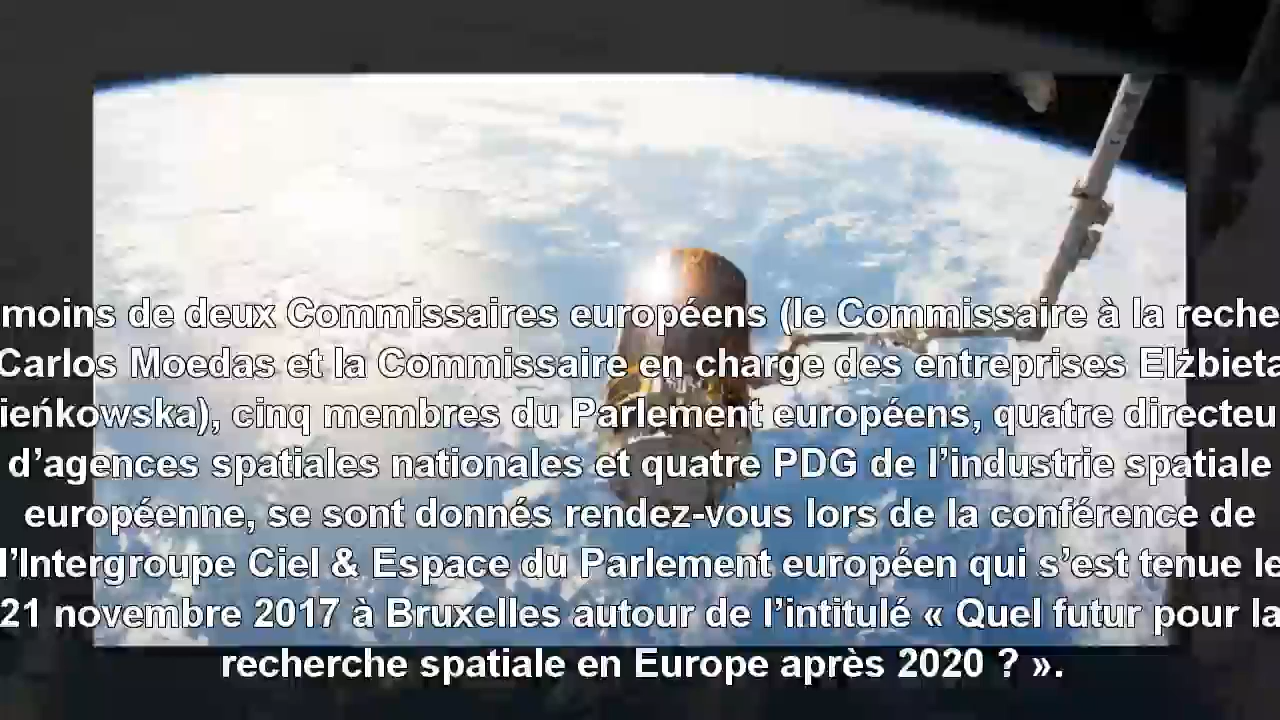 moins de deux Commissaires européens (le Commissaire à la reche
Carlos Moedas et la Commissaire en charge des entreprises Elżbieta
ieńkowska), cinq membres du Parlement européens, quatre directeu
d’agences spatiales nationales et quatre PDG de l’industrie spatiale
européenne, se sont donnés rendez-vous lors de la conférence de
l’Intergroupe Ciel & Espace du Parlement européen qui s’est tenue le
21 novembre 2017 à Bruxelles autour de l’intitulé « Quel futur pour la
recherche spatiale en Europe après 2020 ? ».